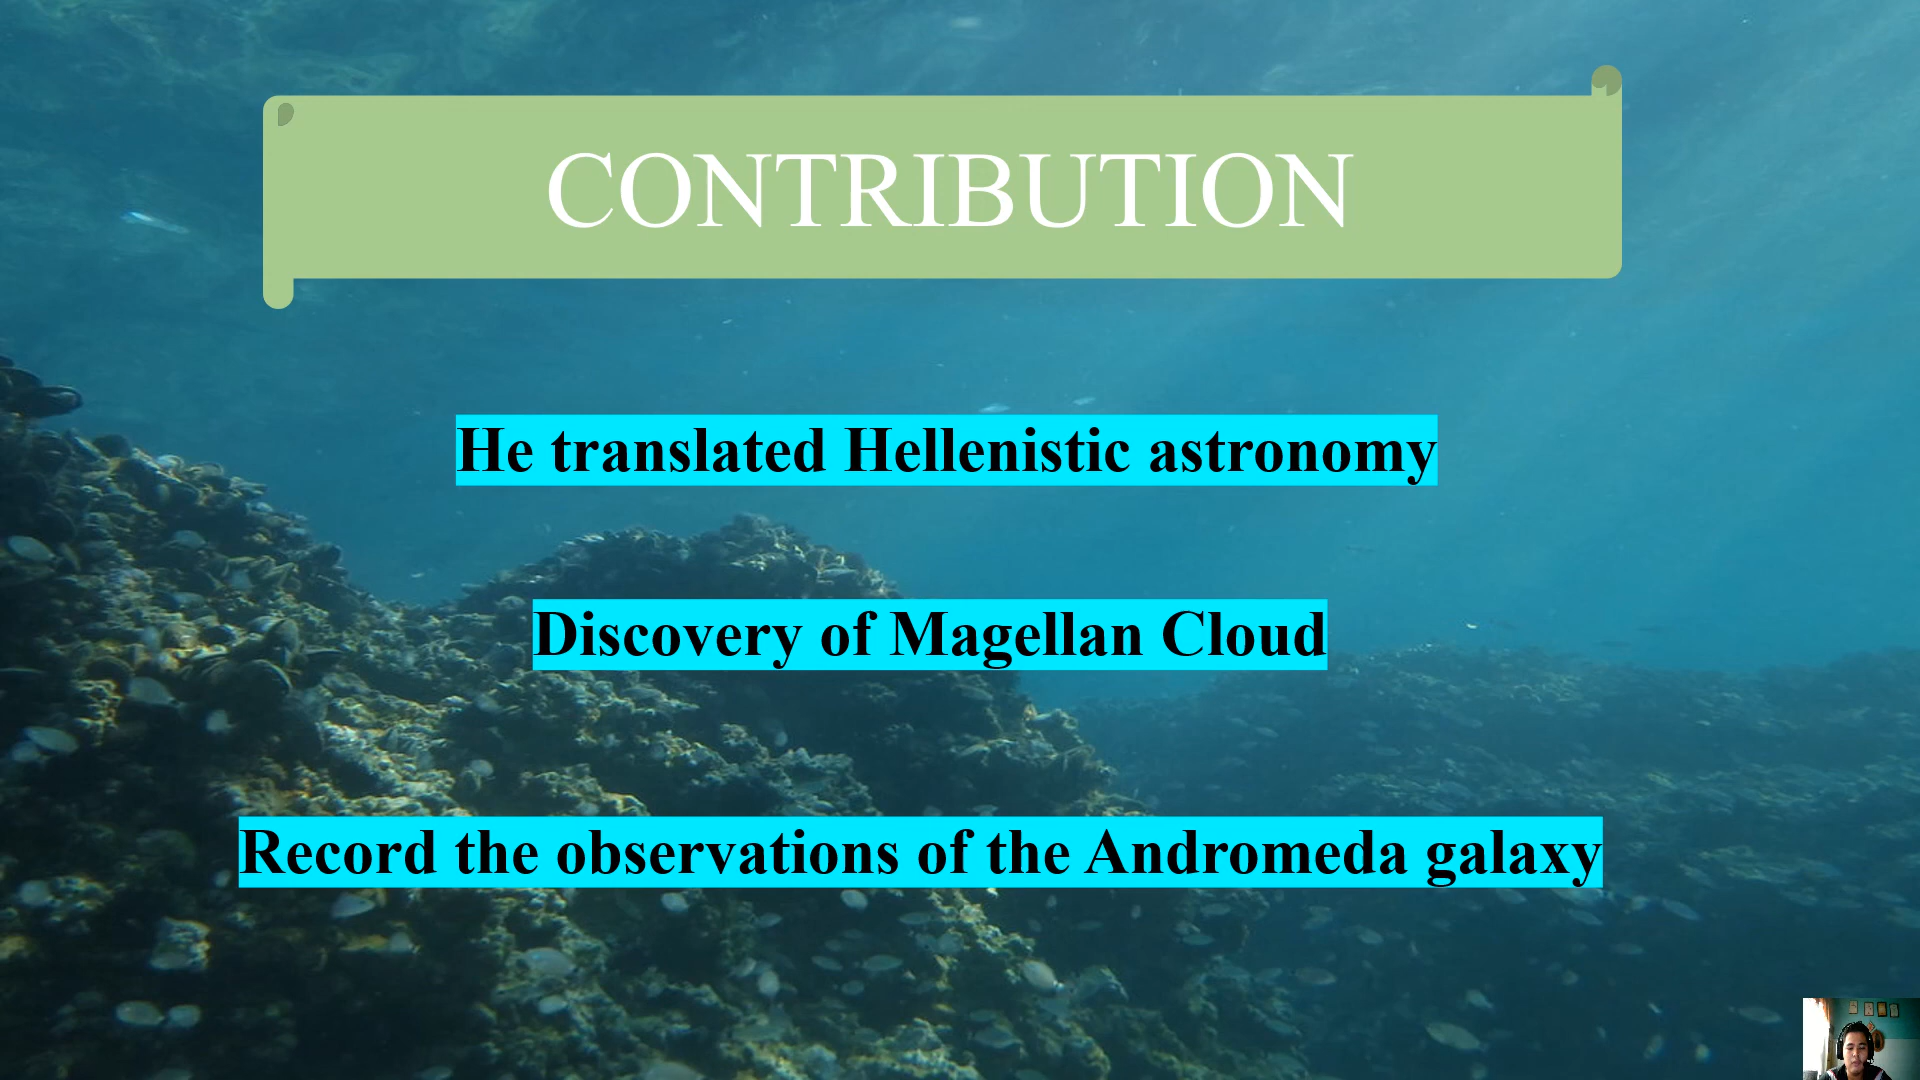 CONTRIBUTION
He translated Hellenistic astronomy
Discovery of Magellan Cloud
Record the observations of the Andromeda galaxy